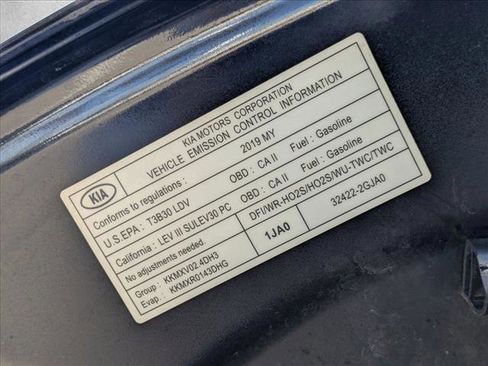 KIA
KIA MOTORS CORPORATION
VEHICLE EMISSION CONTROL INFORMATION
Conforms to regulations: 2019 MY
U.S.EPA: T3B30 LDV OBD: CA II Fuel: Gasoline
California: LEV III SULEV30 PC OBD: CA II Fuel: Gasoline
No adjustments needed. DFI/WR-HO2S/HO2S/WU-TWC/TWC
Group: KKMXV02.4DH3 1JA0 32422-2GJA0
Evap.: KKMXR0143DHG